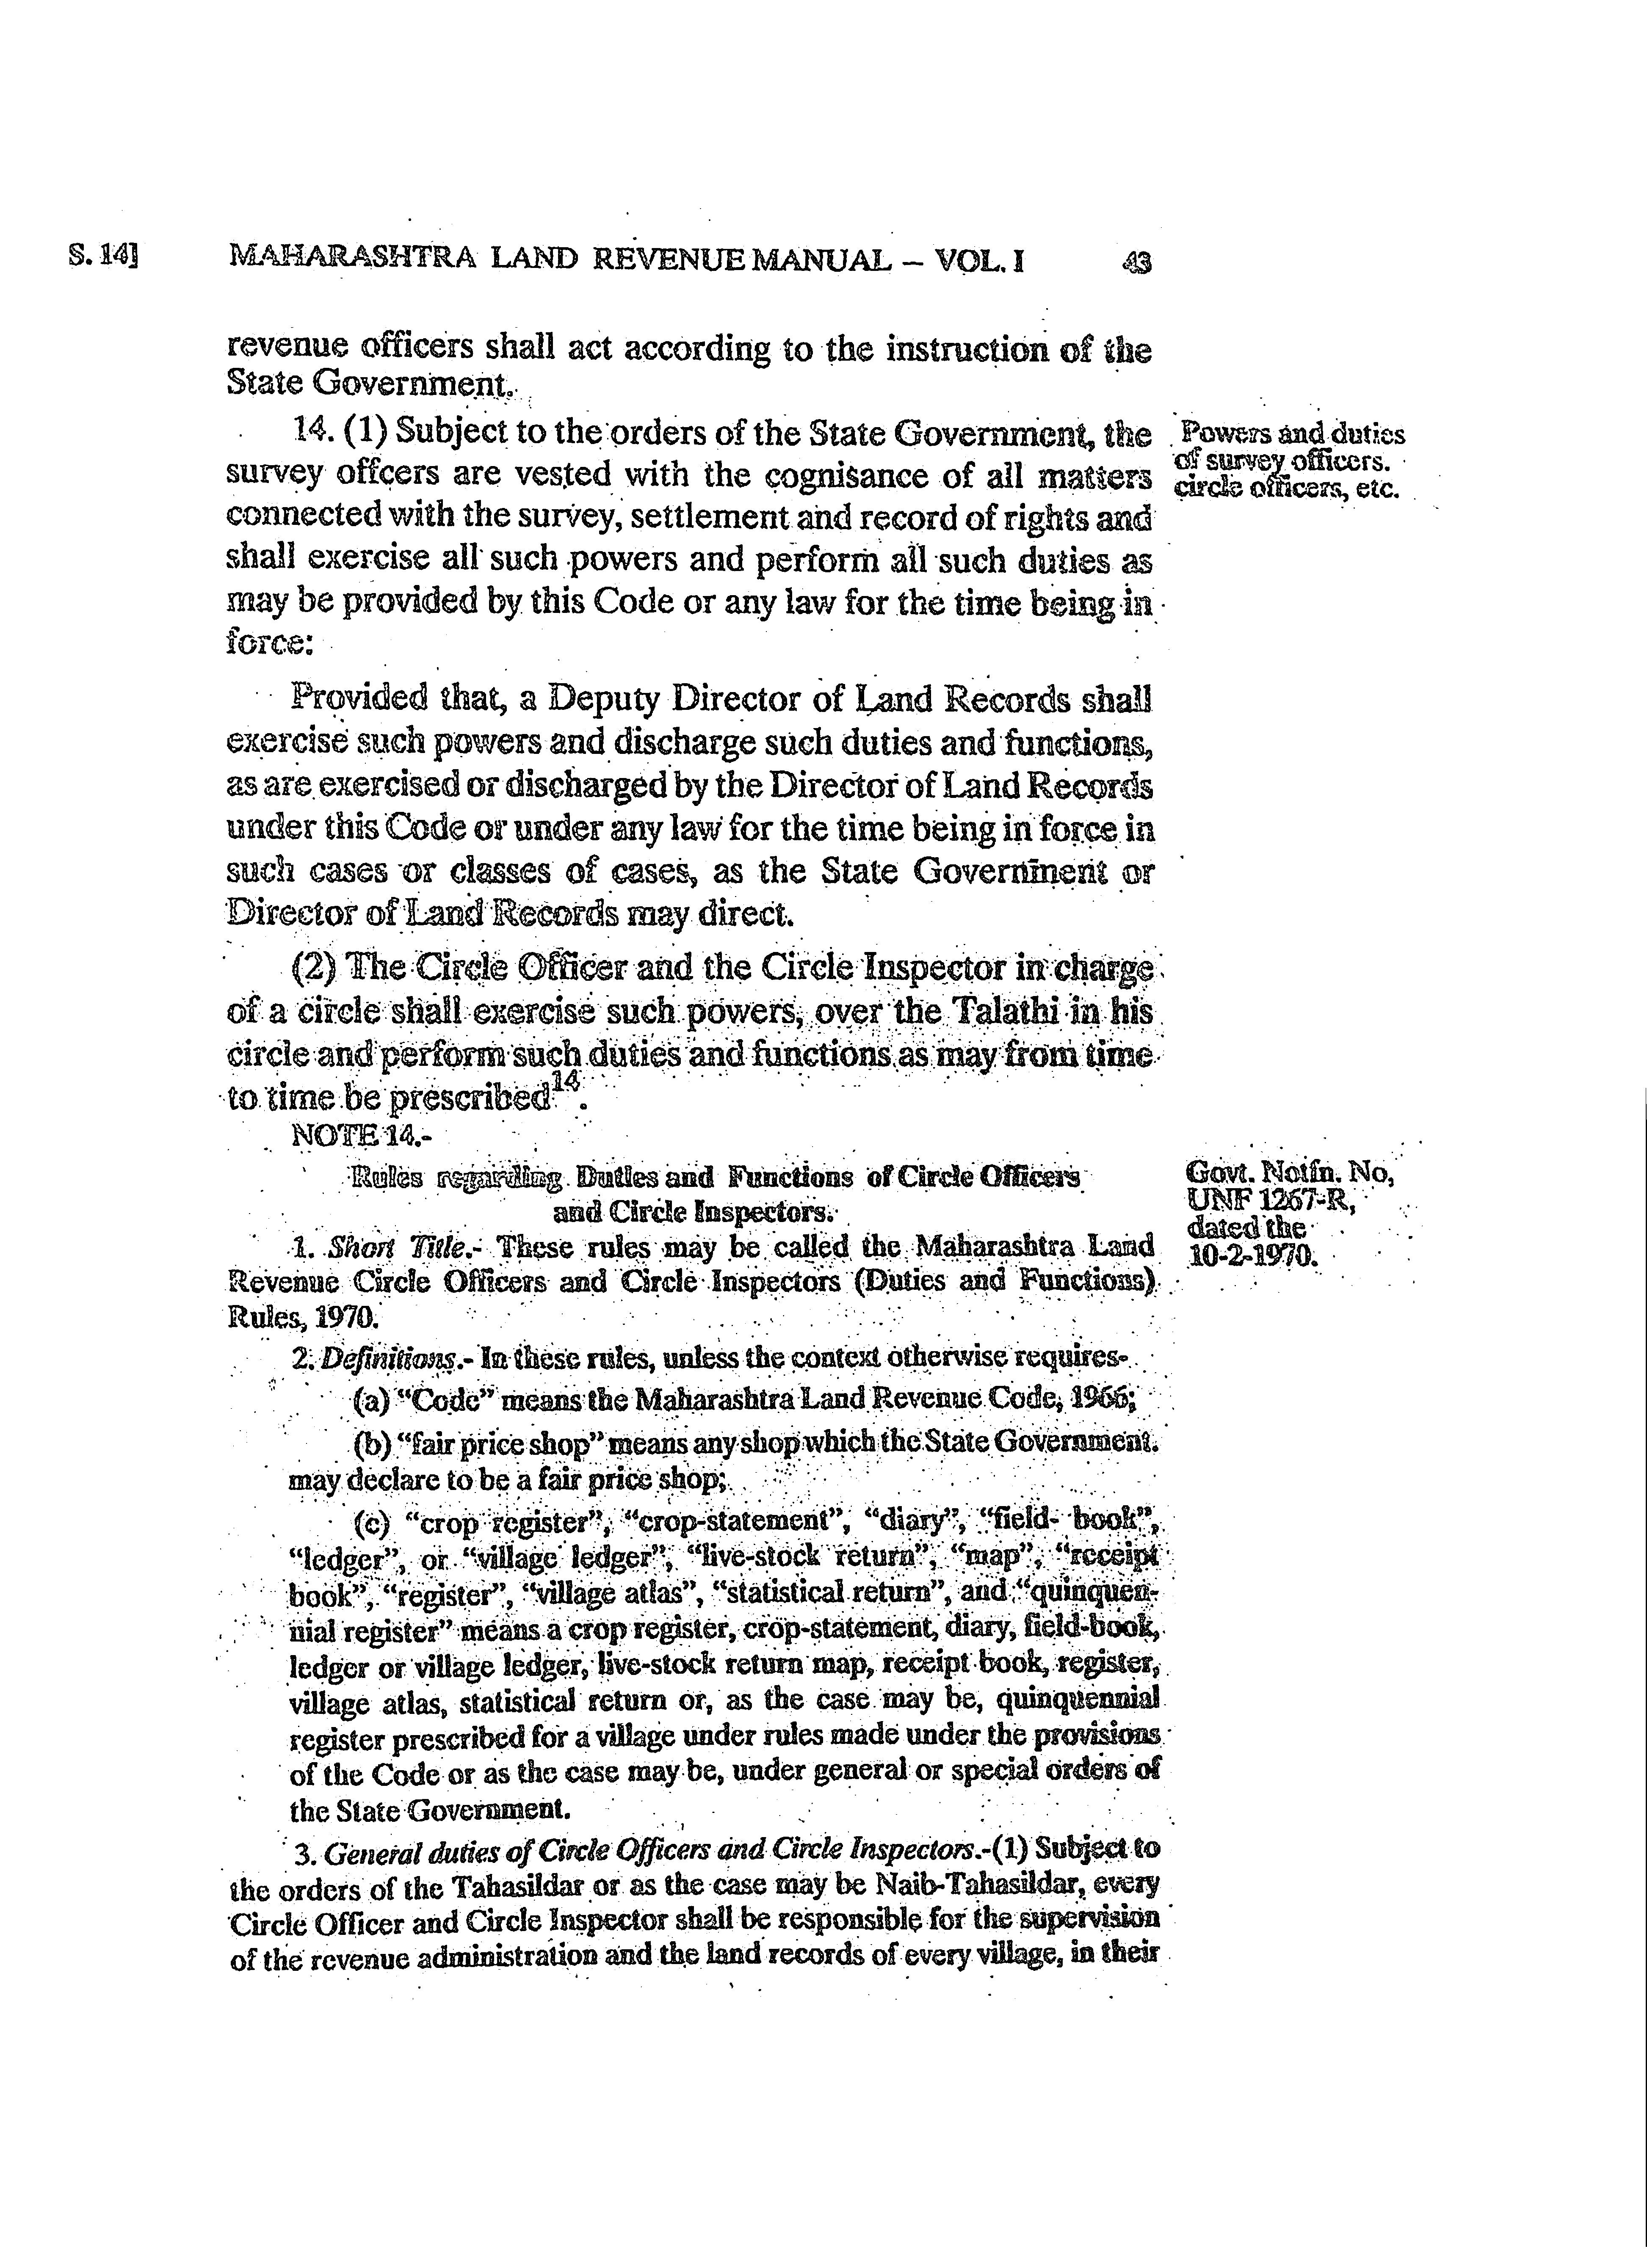 S. 14] MAHARASHTRA LAND REVENUE MANUAL – VOL. I 43
revenue officers shall act according to the instruction of the
State Government.
14. (1) Subject to the orders of the State Government, the
survey offcers are vested with the cognisance of all matters
connected with the survey, settlement and record of rights and
shall exercise all such powers and perform all such duties as
may be provided by this Code or any law for the time being in
force:
Powers and duties
of survey officers.
circle officers, etc.
Provided that, a Deputy Director of Land Records shall
exercise such powers and discharge such duties and functions,
as are exercised or discharged by the Director of Land Records
under this Code or under any law for the time being in force in
such cases or classes of cases, as the State Government or
Director of Land Records may direct.
(2) The Circle Officer and the Circle Inspector in charge
of a circle shall exercise such powers, over the Talathi in his
circle and perform such duties and functions as may from time
to time be prescribed14.
NOTE 14.-
Rules regarding Duties and Functions of Circle Officers
and Circle Inspectors.
Govt. Notfn. No,
UNF 1267-R,
dated the
10-2-1970.
1. Short Title.- These rules may be called the Maharashtra Land
Revenue Circle Officers and Circle Inspectors (Duties and Functions)
Rules, 1970.
2. Definitions.- In these rules, unless the context otherwise requires-
(a) “Code” means the Maharashtra Land Revenue Code, 1966;
(b) “fair price shop” means any shop which the State Government.
may declare to be a fair price shop;
(c) “crop register”, “crop-statement”, “diary”, “field- book”,
“ledger”, or “village ledger”, “live-stock return”, “map”, “receipt
book”, “register”, “village atlas”, “statistical return”, and “quinquen-
nial register” means a crop register, crop-statement, diary, field-book,
ledger or village ledger, live-stock return map, receipt book, register,
village atlas, statistical return or, as the case may be, quinquennial
register prescribed for a village under rules made under the provisions
of the Code or as the case may be, under general or special orders of
the State Government.
3. General duties of Circle Officers and Circle Inspectors.-(1) Subject to
the orders of the Tahasildar or as the case may be Naib-Tahasildar, every
Circle Officer and Circle Inspector shall be responsible for the supervision
of the revenue administration and the land records of every village, in their